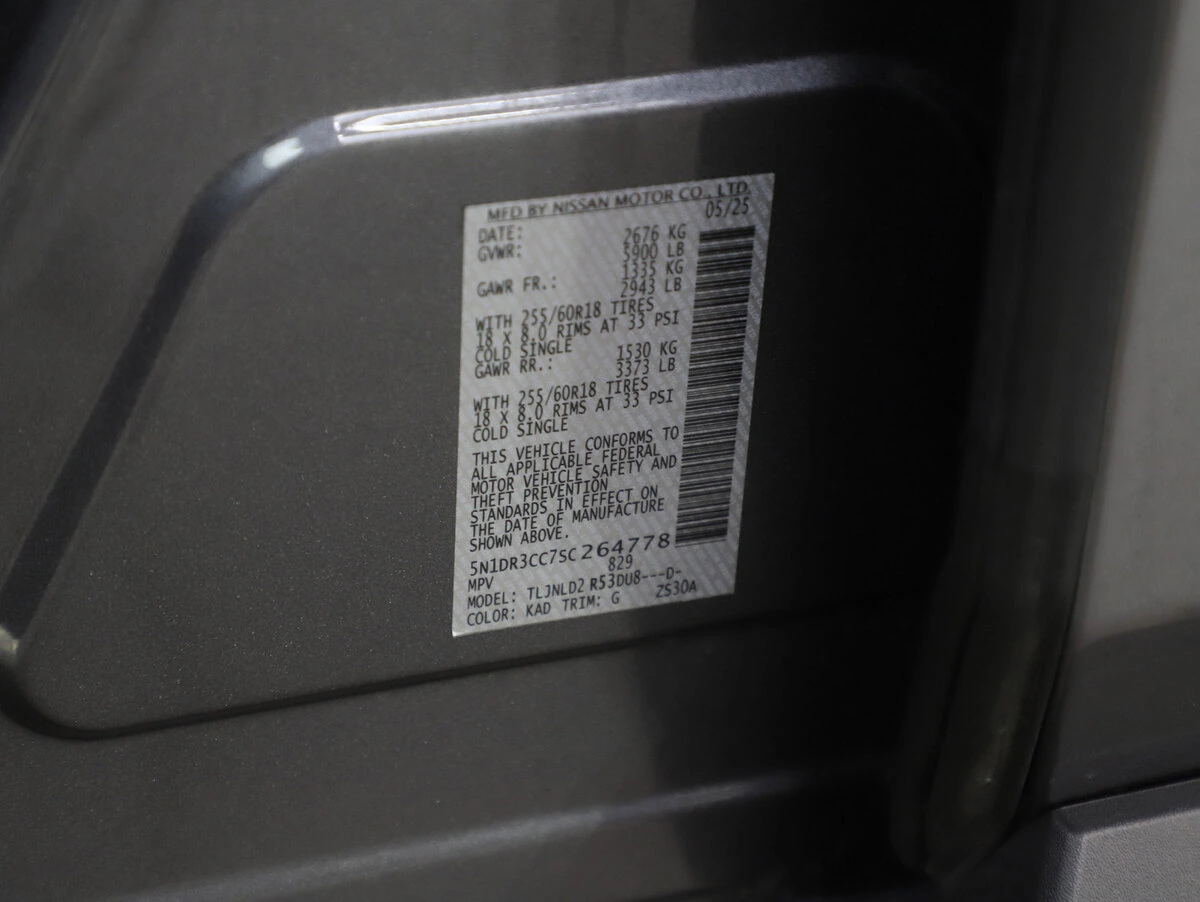 MFD BY NISSAN MOTOR CO., LTD.
DATE: 05/25
GVWR: 2676 KG
5900 LB
GAWR FR.: 1335 KG
2943 LB
WITH 255/60R18 TIRES
18 X 8.0 RIMS AT 33 PSI
COLD SINGLE
GAWR RR.: 1530 KG
3373 LB
WITH 255/60R18 TIRES
18 X 8.0 RIMS AT 33 PSI
COLD SINGLE
THIS VEHICLE CONFORMS TO
ALL APPLICABLE FEDERAL
MOTOR VEHICLE SAFETY AND
THEFT PREVENTION
STANDARDS IN EFFECT ON
THE DATE OF MANUFACTURE
SHOWN ABOVE.
5N1DR3CC7SC264778
MPV 829
MODEL: TLJNLD2 R53DU8---D-
COLOR: KAD TRIM: G ZS30A